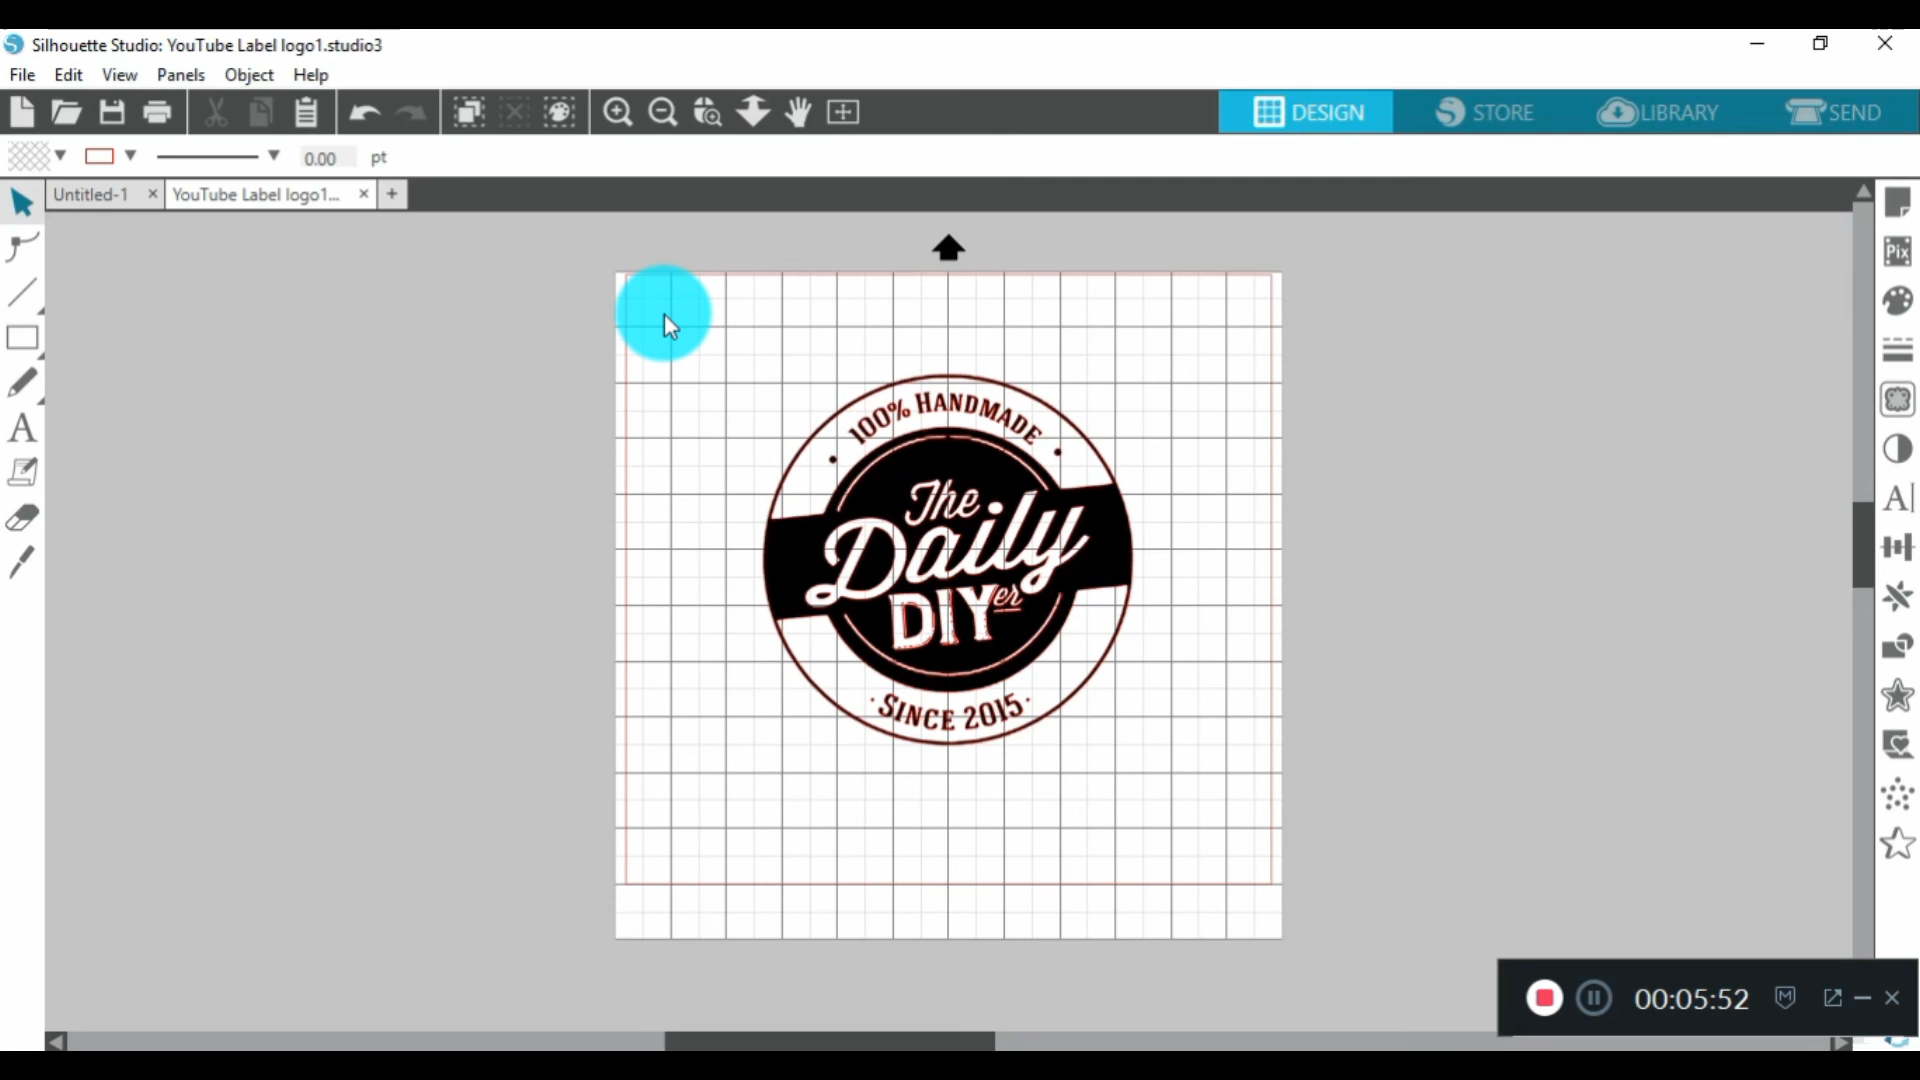 Silhouette Studio: YouTube Label logo1.studio3
File Edit View Panels Object Help
DESIGN STORE LIBRARY SEND
0.00 pt
Untitled-1 × YouTube Label logo1... × +
Pix
A
A
100% HANDMADE
The
Daily
DIYer
· SINCE 2015 ·
00:05:52